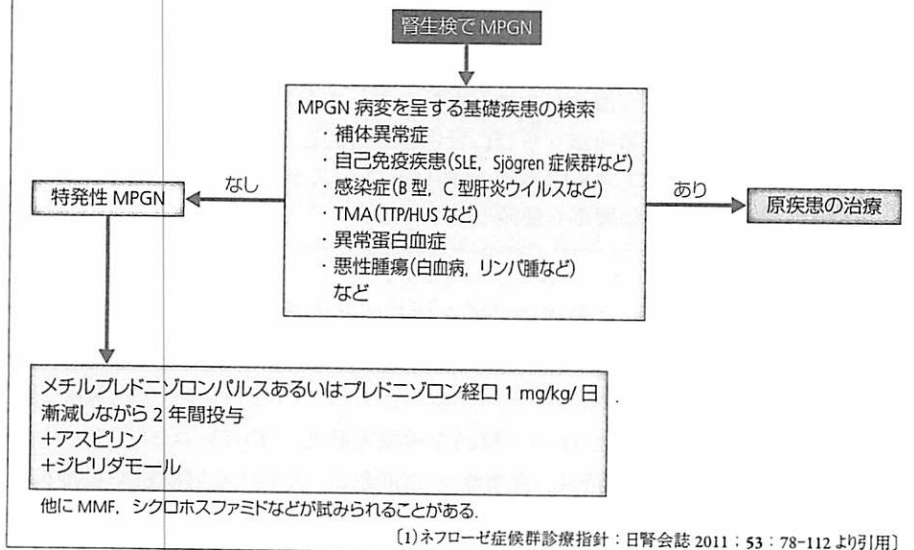 腎生検で MPGN
MPGN 病変を呈する基礎疾患の検索
・補体異常症
・自己免疫疾患(SLE, Sjögren 症候群など)
・感染症(B 型, C 型肝炎ウイルスなど)
・TMA(TTP/HUS など)
・異常蛋白血症
・悪性腫瘍(白血病, リンパ腫など)
など
なし
特発性 MPGN
あり
原疾患の治療
メチルプレドニゾロンパルスあるいはプレドニゾロン経口 1 mg/kg/日
漸減しながら 2 年間投与
+アスピリン
+ジピリダモール
他に MMF, シクロホスファミドなどが試みられることがある.
〔1)ネフローゼ症候群診療指針:日腎会誌 2011;53:78-112 より引用〕